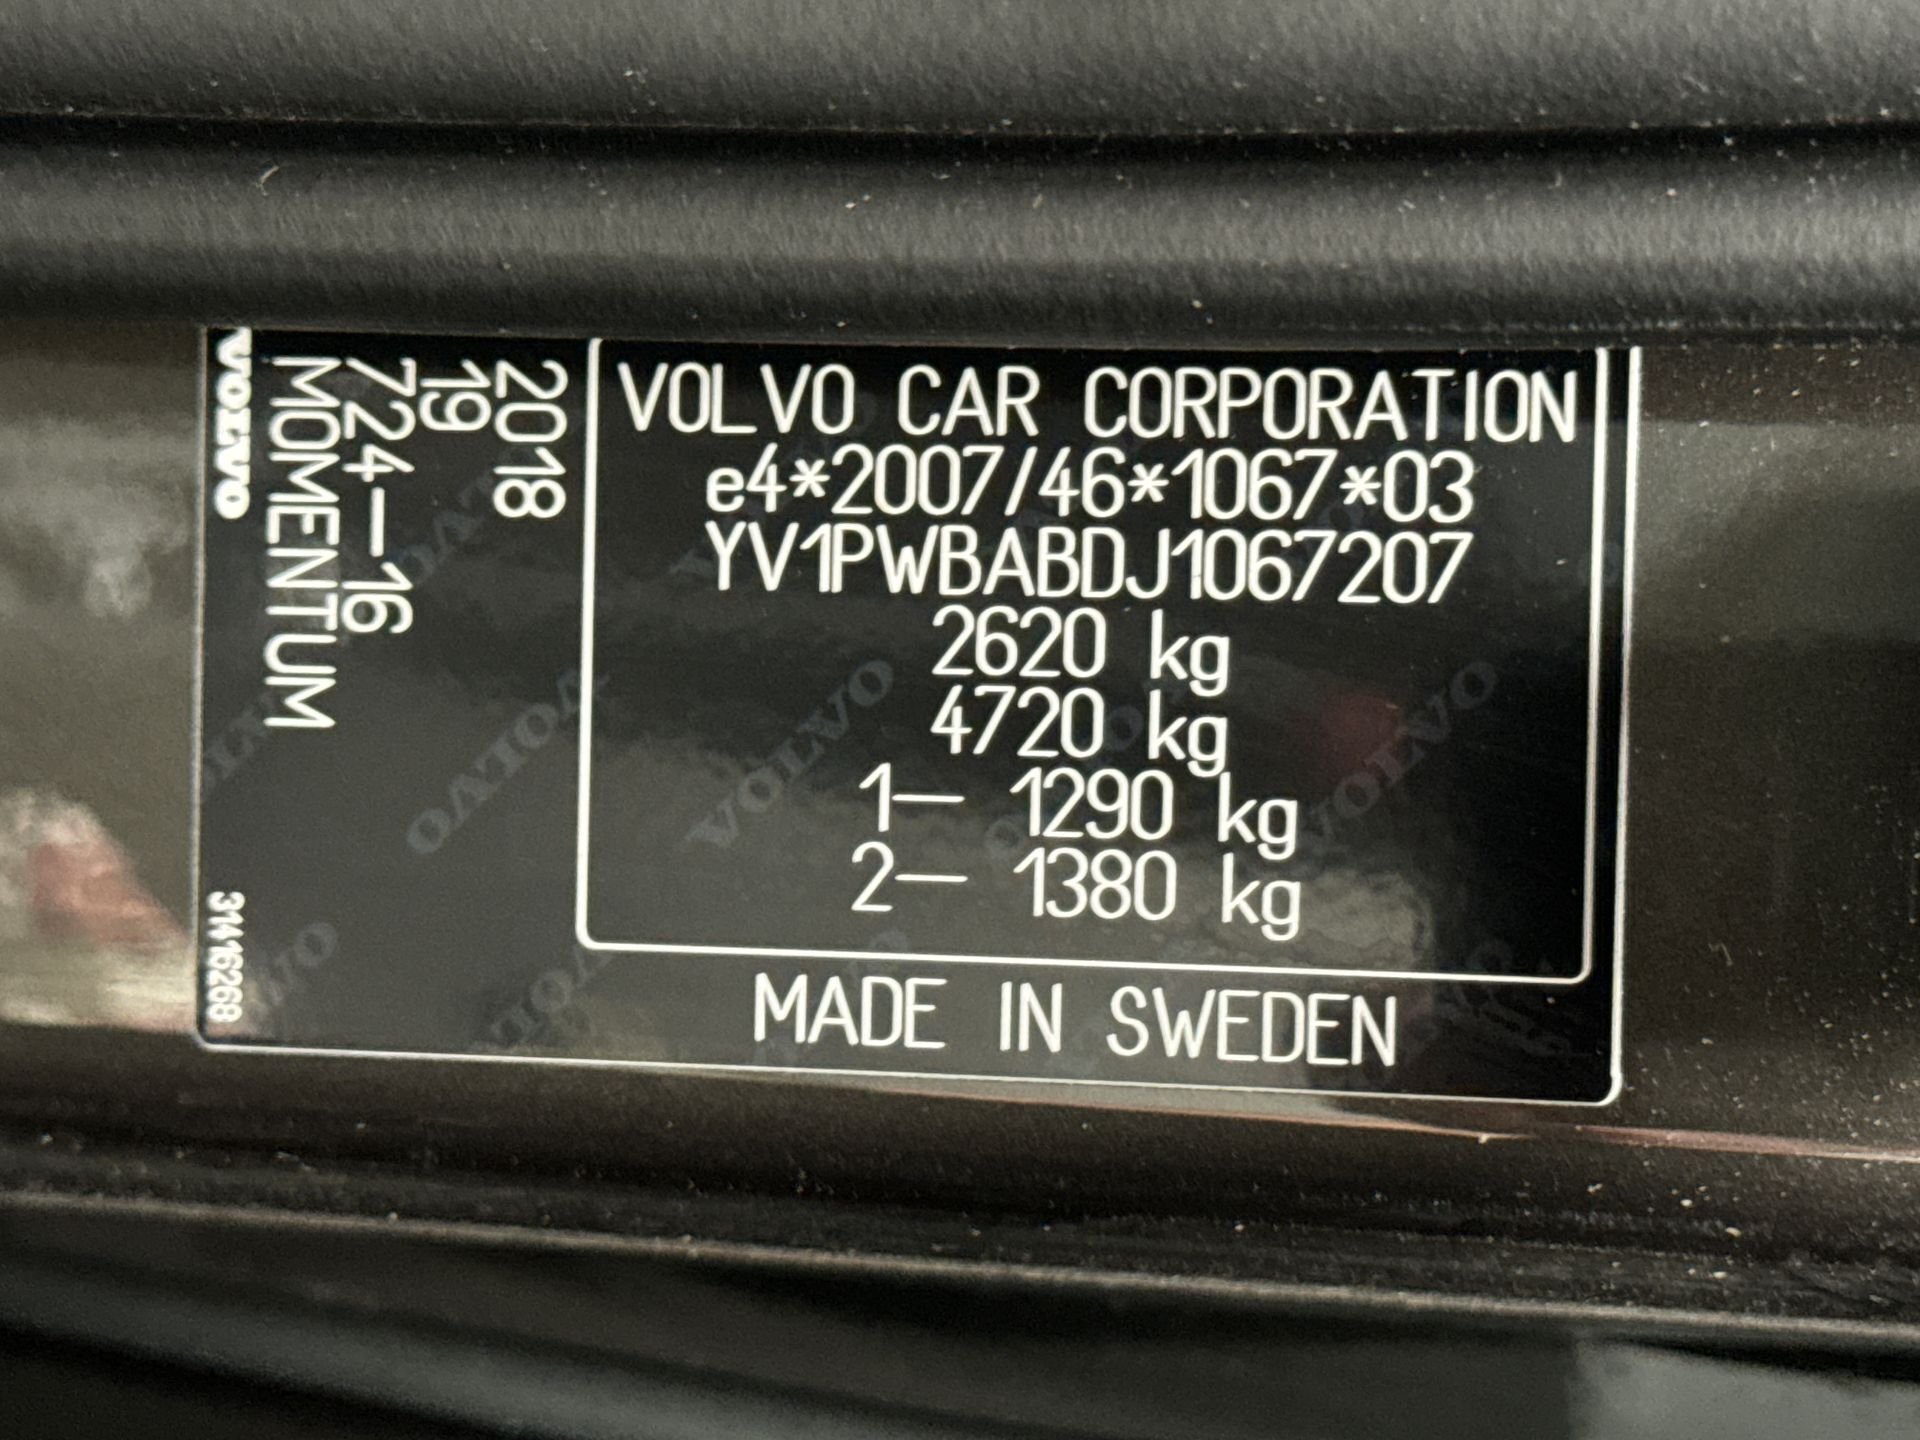 VOLVO CAR CORPORATION
e4*2007/46*1067*03
YV1PWBABDJ1067207
2620 kg
4720 kg
1– 1290 kg
2– 1380 kg
MADE IN SWEDEN
2018
19
724–16
MOMENTUM
VOLVO
31416268